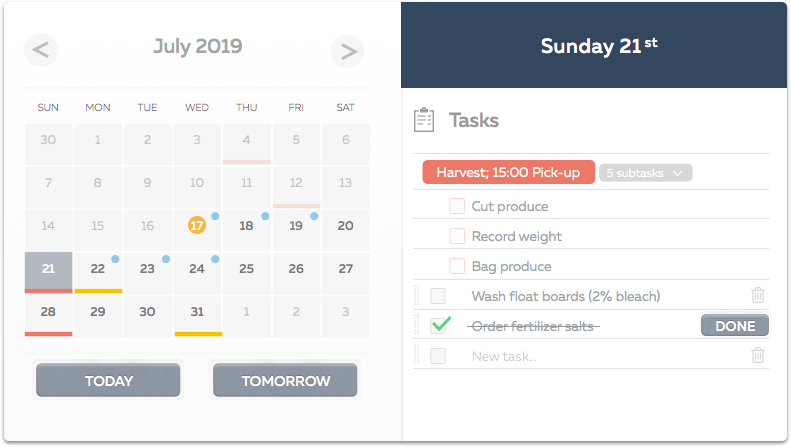 < July 2019 >
SUN MON TUE WED THU FRI SAT
30 1 2 3 4 5 6
7 8 9 10 11 12 13
14 15 16 17 18 19 20
21 22 23 24 25 26 27
28 29 30 31 1 2 3
TODAY TOMORROW
Sunday 21st
Tasks
Harvest; 15:00 Pick-up 5 subtasks
Cut produce
Record weight
Bag produce
Wash float boards (2% bleach)
Order fertilizer salts DONE
New task...